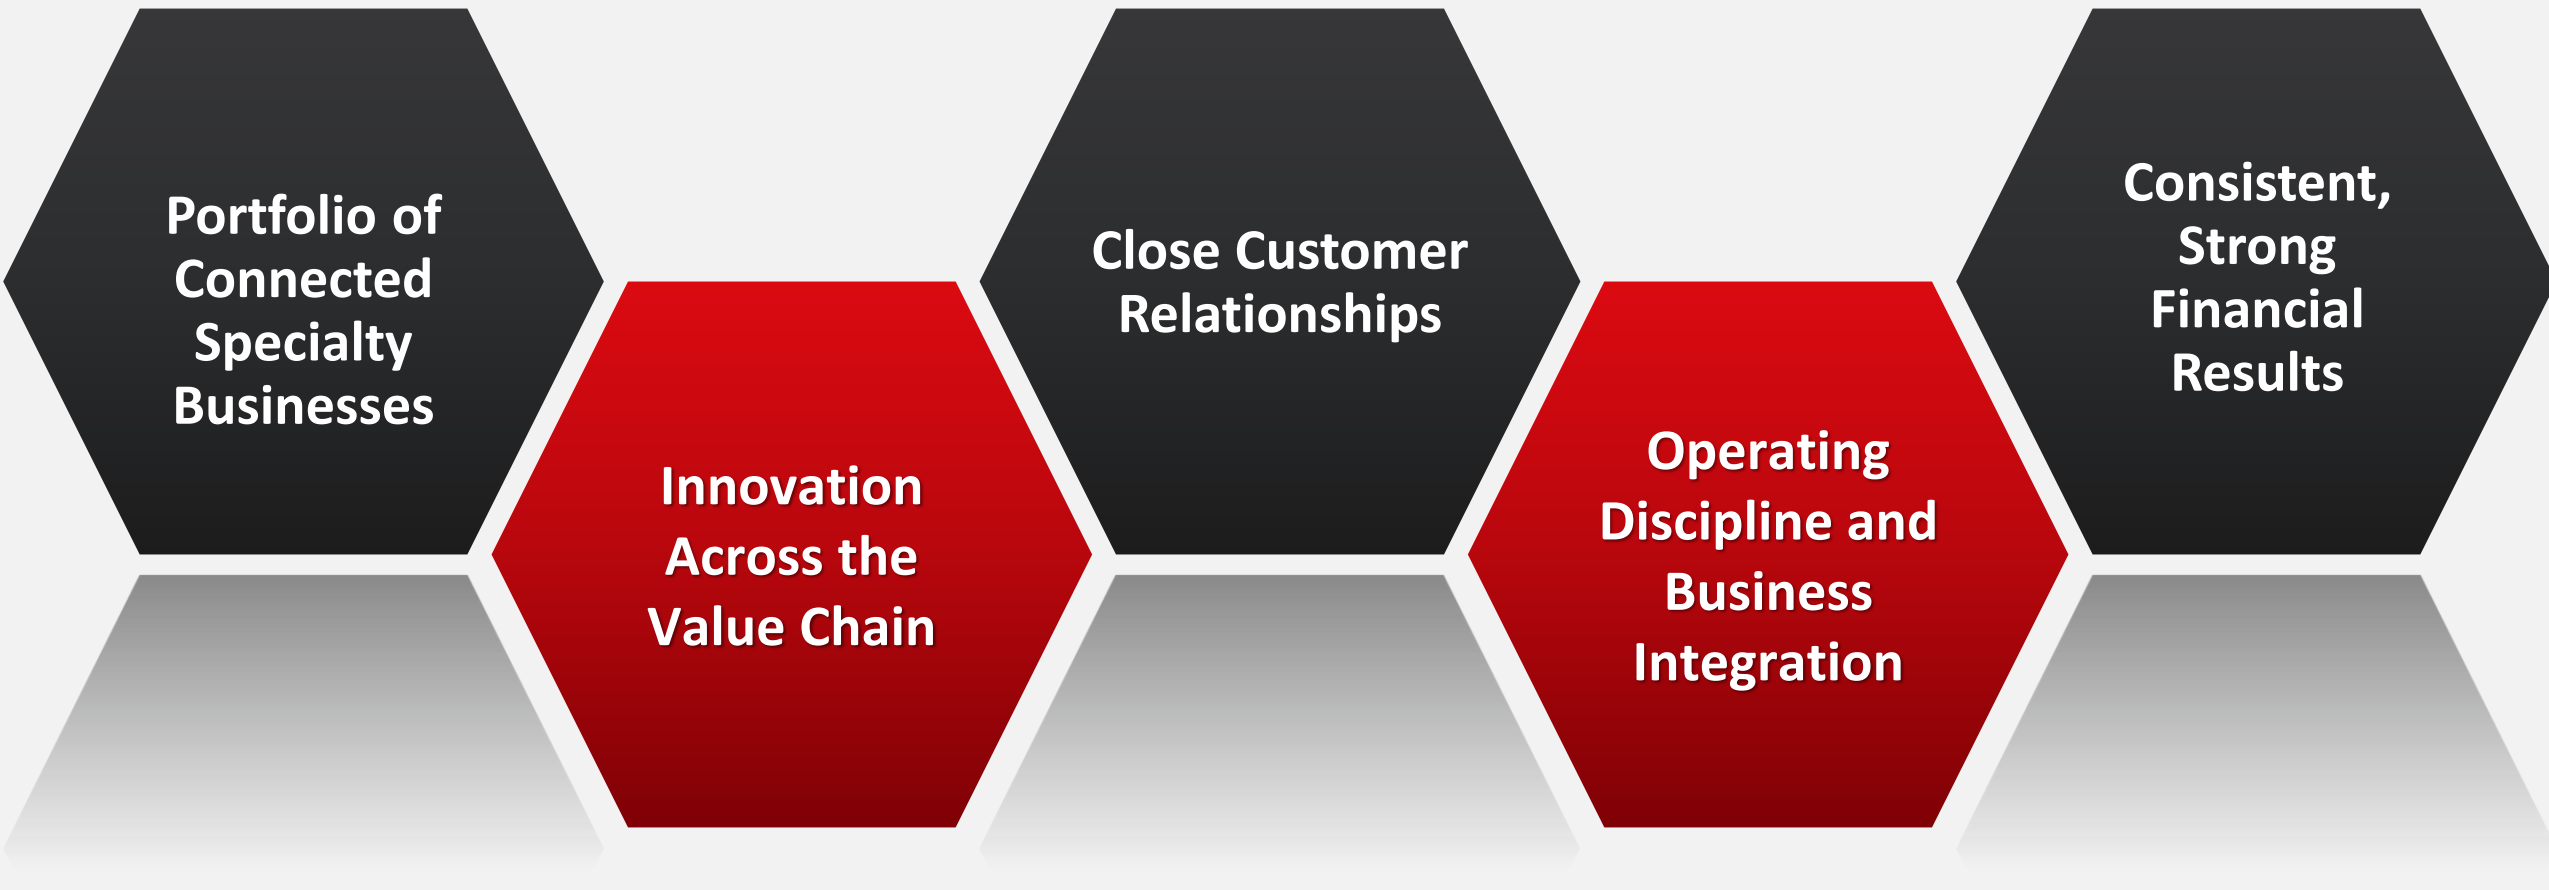 Portfolio of
Connected
Specialty
Businesses
Innovation
Across the
Value Chain
Close Customer
Relationships
Operating
Discipline and
Business
Integration
Consistent,
Strong
Financial
Results